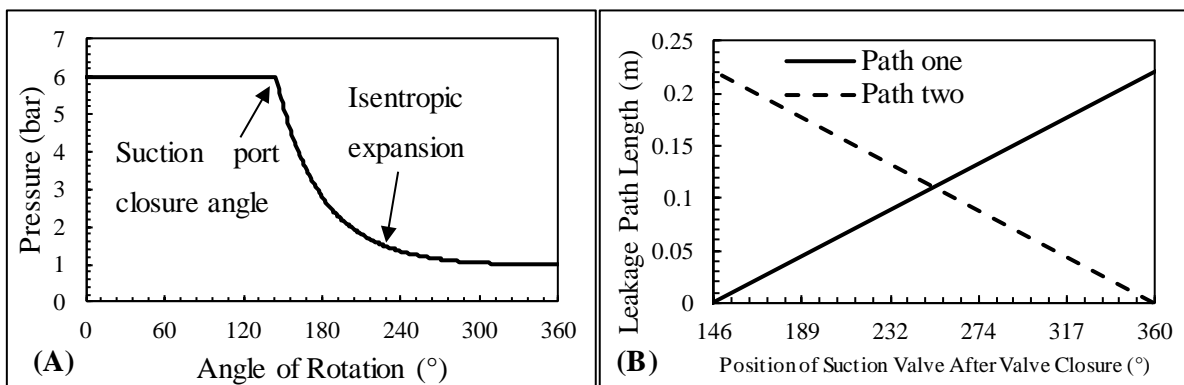 7
6
5
4
3
2
1
0
Pressure (bar)
Suction port
closure angle
Isentropic
expansion
0 60 120 180 240 300 360
Angle of Rotation (°)
(A)
0.25
0.2
0.15
0.1
0.05
0
Leakage Path Length (m)
Path one
Path two
146 189 232 274 317 360
Position of Suction Valve After Valve Closure (°)
(B)